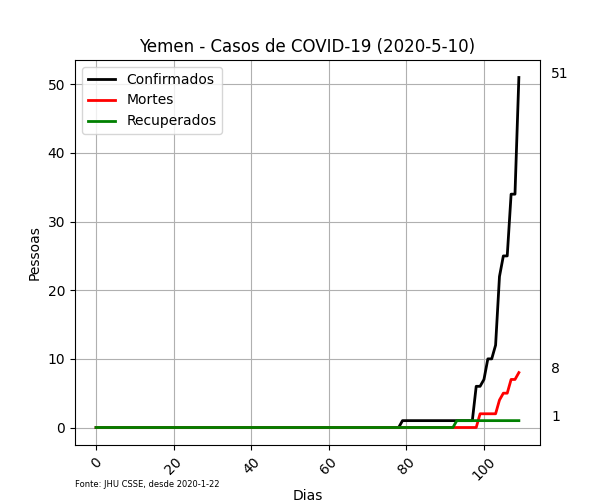 Yemen - Casos de COVID-19 (2020-5-10)
Confirmados
Mortes
Recuperados
51
8
1
50
40
30
20
10
0
Pessoas
0 20 40 60 80 100
Fonte: JHU CSSE, desde 2020-1-22
Dias